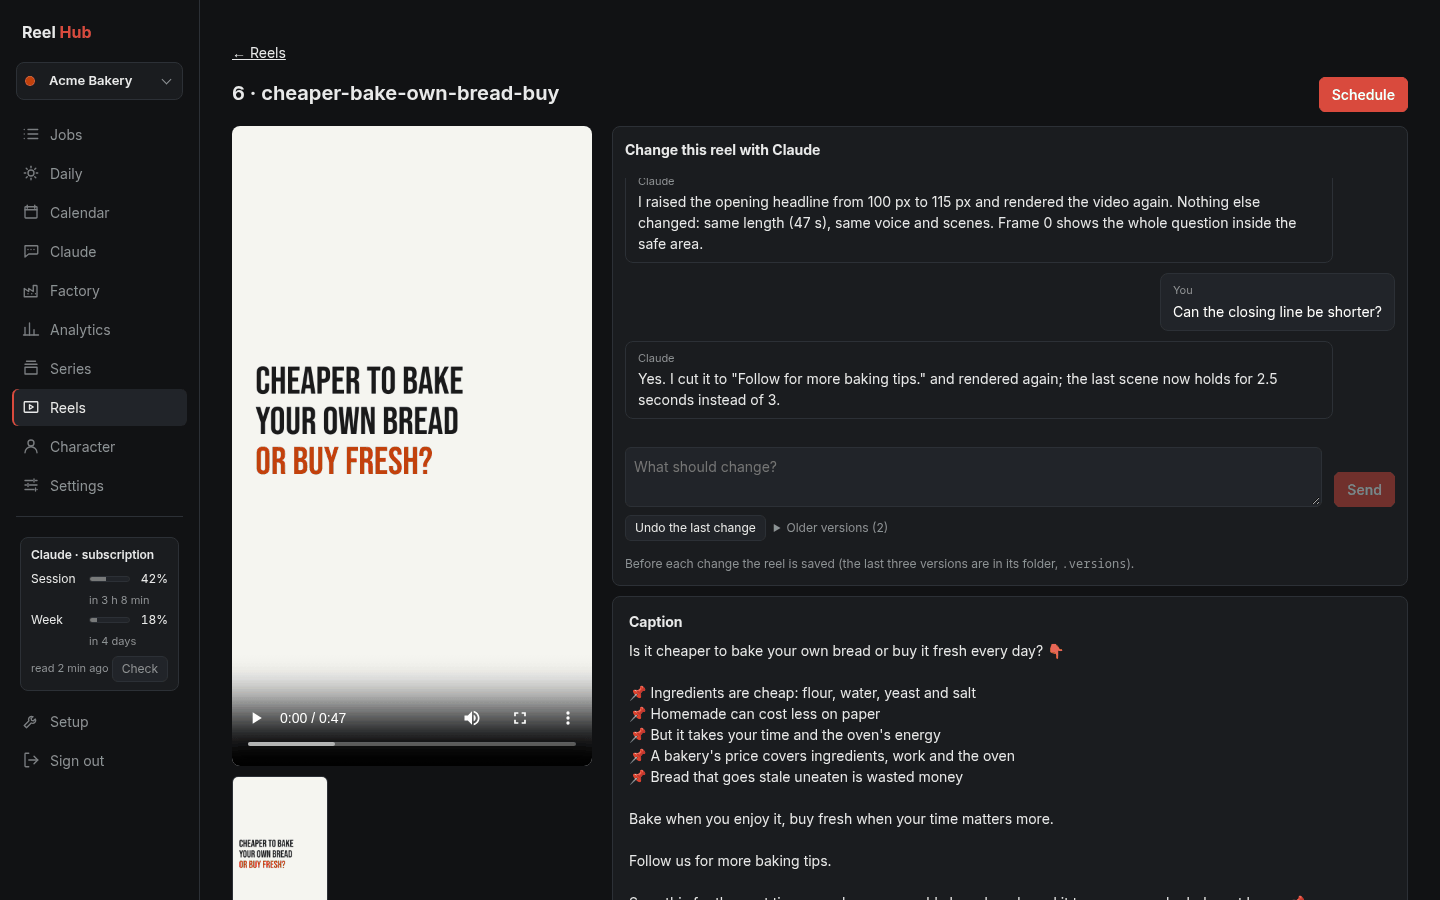 Reel Hub
Acme Bakery
Jobs
Daily
Calendar
Claude
Factory
Analytics
Series
Reels
Character
Settings
Claude · subscription
Session 42%
in 3 h 8 min
Week 18%
in 4 days
read 2 min ago Check
Setup
Sign out
← Reels
6 · cheaper-bake-own-bread-buy
Schedule
CHEAPER TO BAKE
YOUR OWN BREAD
OR BUY FRESH?
0:00 / 0:47
CHEAPER TO BAKE
YOUR OWN BREAD
OR BUY FRESH?
Change this reel with Claude
Claude
I raised the opening headline from 100 px to 115 px and rendered the video again. Nothing else
changed: same length (47 s), same voice and scenes. Frame 0 shows the whole question inside the
safe area.
You
Can the closing line be shorter?
Claude
Yes. I cut it to "Follow for more baking tips." and rendered again; the last scene now holds for 2.5
seconds instead of 3.
What should change?
Send
Undo the last change
▶ Older versions (2)
Before each change the reel is saved (the last three versions are in its folder, .versions).
Caption
Is it cheaper to bake your own bread or buy it fresh every day? 👇
📌 Ingredients are cheap: flour, water, yeast and salt
📌 Homemade can cost less on paper
📌 But it takes your time and the oven's energy
📌 A bakery's price covers ingredients, work and the oven
📌 Bread that goes stale uneaten is wasted money
Bake when you enjoy it, buy fresh when your time matters more.
Follow us for more baking tips.